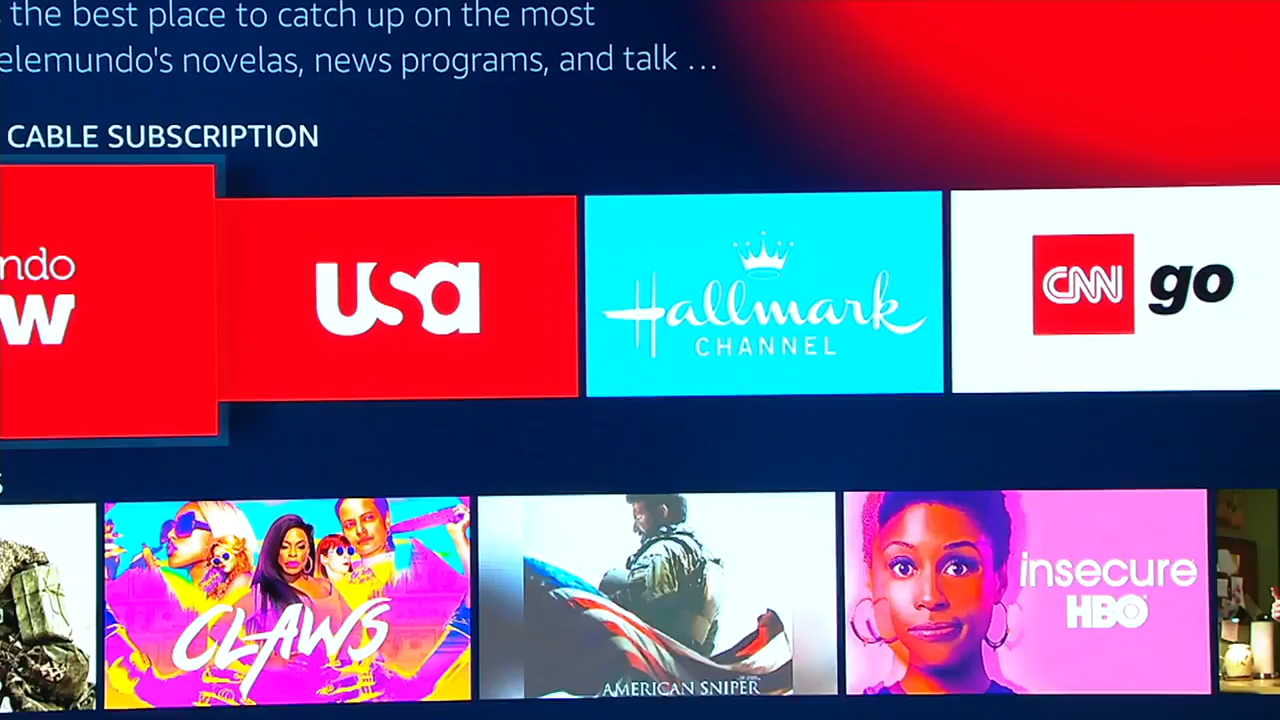 the best place to catch up on the most
elemundo's novelas, news programs, and talk ...
CABLE SUBSCRIPTION
ndo
w
usa
Hallmark
CHANNEL
CNN go
S
CLAWS
AMERICAN SNIPER
insecure
HBO
A